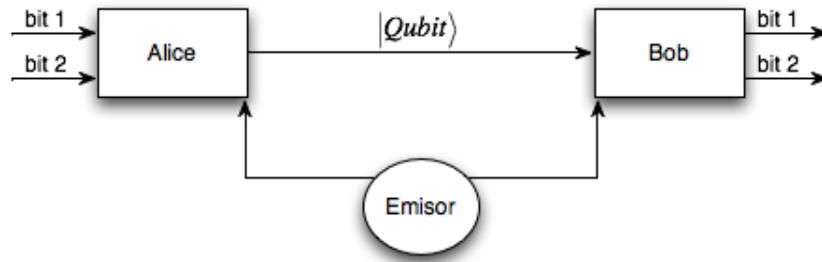 bit 1
bit 2
Alice
|Qubit⟩
Bob
bit 1
bit 2
Emisor